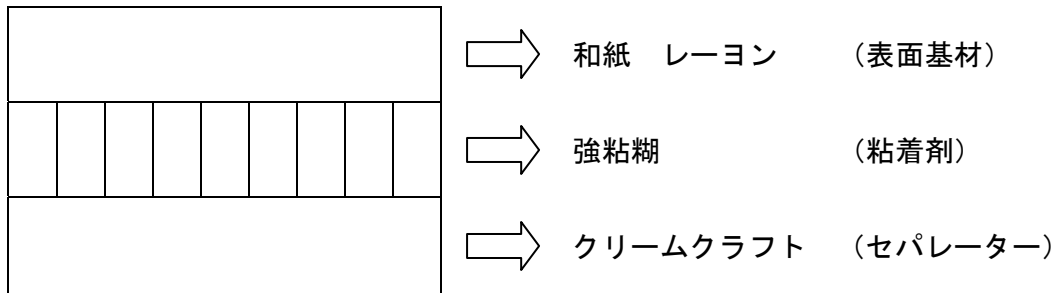 和紙　レーヨン　（表面基材）
強粘糊　（粘着剤）
クリームクラフト　（セパレーター）